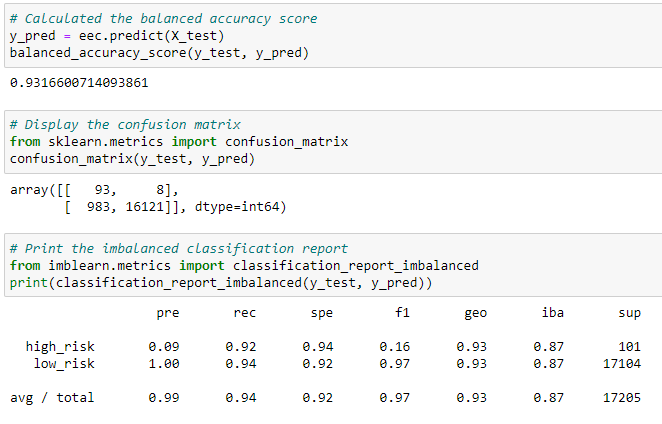 # Calculated the balanced accuracy score
y_pred = eec.predict(X_test)
balanced_accuracy_score(y_test, y_pred)
0.9316600714093861
# Display the confusion matrix
from sklearn.metrics import confusion_matrix
confusion_matrix(y_test, y_pred)
array([[   93,     8],
       [  983, 16121]], dtype=int64)
# Print the imbalanced classification report
from imblearn.metrics import classification_report_imbalanced
print(classification_report_imbalanced(y_test, y_pred))
                   pre       rec       spe        f1       geo       iba       sup
  high_risk       0.09      0.92      0.94      0.16      0.93      0.87       101
   low_risk       1.00      0.94      0.92      0.97      0.93      0.87     17104
avg / total       0.99      0.94      0.92      0.97      0.93      0.87     17205